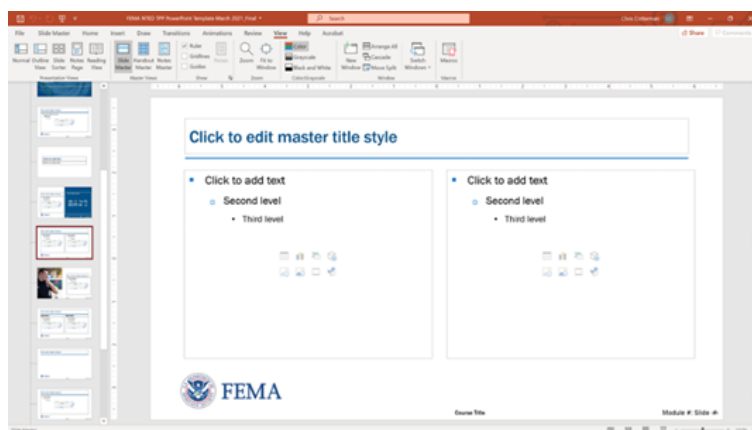 FEMA NTED TPP PowerPoint Template March 2021_Final
Search
Chris Critterman
File Slide Master Home Insert Draw Transitions Animations Review View Help Acrobat
Share Comments
Normal Outline View Slide Sorter Notes Page Reading View
Slide Master Handout Master Notes Master
Ruler
Gridlines
Guides
Notes
Zoom Fit to Window
Color
Grayscale
Black and White
New Window
Arrange All
Cascade
Move Split
Switch Windows
Macros
Presentation Views Master Views Show Zoom Color/Grayscale Window Macros
Click to edit master title style
Click to add text
Second level
Third level
Click to add text
Second level
Third level
FEMA
Course Title
Module #: Slide #